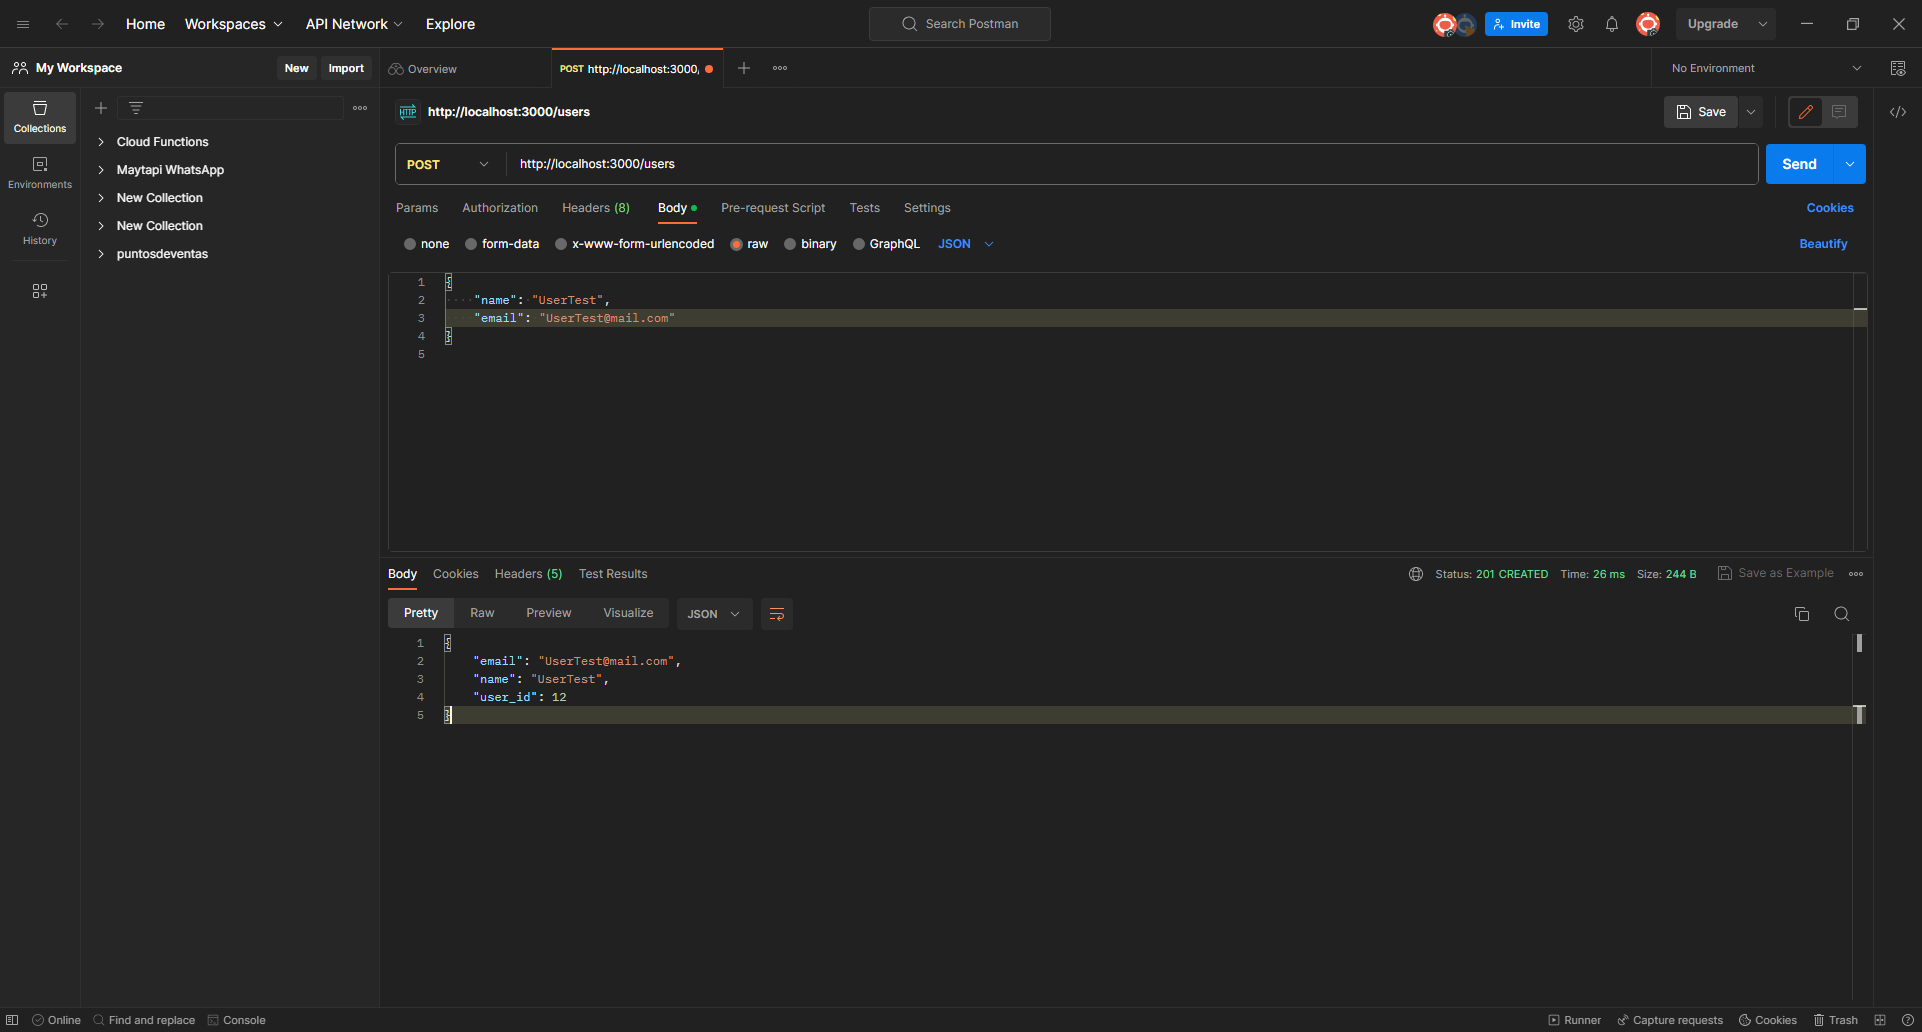 Home Workspaces API Network Explore Search Postman Invite Upgrade
My Workspace New Import Overview POST http://localhost:3000, No Environment
HTTP http://localhost:3000/users Save
Collections
Environments
History
Cloud Functions
Maytapi WhatsApp
New Collection
New Collection
puntosdeventas
POST http://localhost:3000/users Send
Params Authorization Headers (8) Body Pre-request Script Tests Settings Cookies
none form-data x-www-form-urlencoded raw binary GraphQL JSON Beautify
1 {
2 "name": "UserTest",
3 "email": "UserTest@mail.com"
4 }
5
Body Cookies Headers (5) Test Results Status: 201 CREATED Time: 26 ms Size: 244 B Save as Example
Pretty Raw Preview Visualize JSON
1 {
2 "email": "UserTest@mail.com",
3 "name": "UserTest",
4 "user_id": 12
5 }
Online Find and replace Console Runner Capture requests Cookies Trash